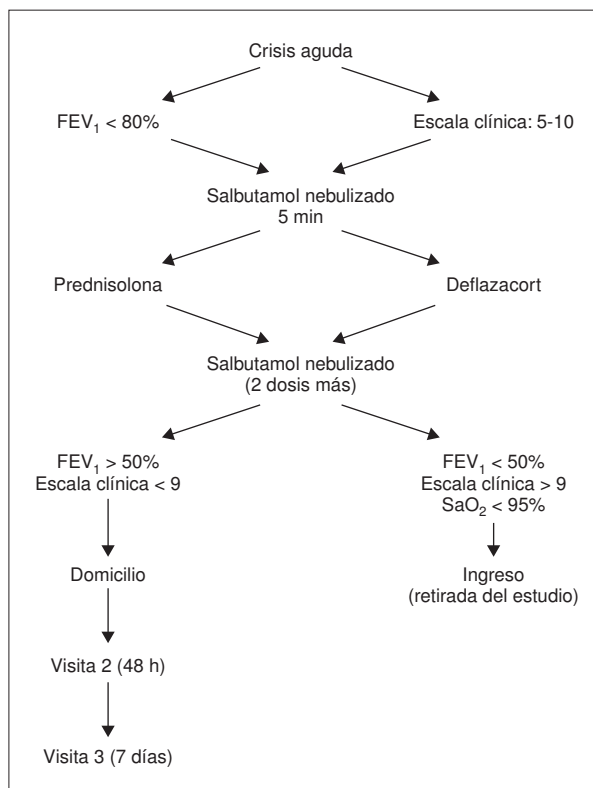 Crisis aguda
FEV₁ < 80%
Escala clínica: 5-10
Salbutamol nebulizado
5 min
Prednisolona
Deflazacort
Salbutamol nebulizado
(2 dosis más)
FEV₁ > 50%
Escala clínica < 9
FEV₁ < 50%
Escala clínica > 9
SaO₂ < 95%
Domicilio
Ingreso
(retirada del estudio)
Visita 2 (48 h)
Visita 3 (7 días)